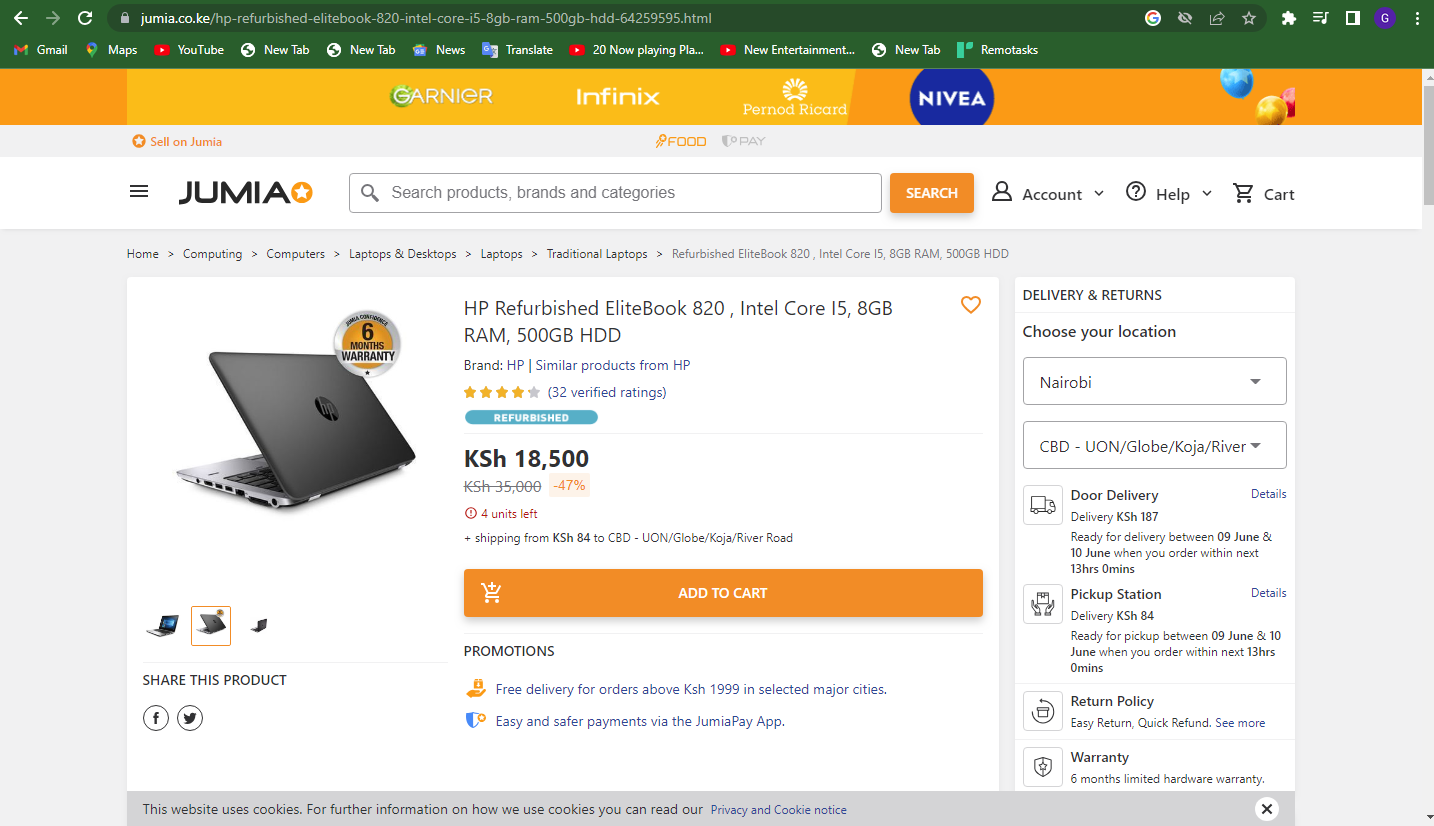 jumia.co.ke/hp-refurbished-elitebook-820-intel-core-i5-8gb-ram-500gb-hdd-64259595.html
G
Gmail Maps YouTube New Tab New Tab News Translate 20 Now playing Pla... New Entertainment... New Tab Remotasks
GARNIER Infinix Pernod Ricard NIVEA
Sell on Jumia FOOD PAY
JUMIA Search products, brands and categories SEARCH Account Help Cart
Home > Computing > Computers > Laptops & Desktops > Laptops > Traditional Laptops > Refurbished EliteBook 820 , Intel Core I5, 8GB RAM, 500GB HDD
JUMIA CONFIDENCE
6
MONTHS
WARRANTY
hp
HP Refurbished EliteBook 820 , Intel Core I5, 8GB
RAM, 500GB HDD
Brand: HP | Similar products from HP
(32 verified ratings)
REFURBISHED
KSh 18,500
KSh 35,000 -47%
4 units left
+ shipping from KSh 84 to CBD - UON/Globe/Koja/River Road
ADD TO CART
PROMOTIONS
Free delivery for orders above Ksh 1999 in selected major cities.
Easy and safer payments via the JumiaPay App.
SHARE THIS PRODUCT
DELIVERY & RETURNS
Choose your location
Nairobi
CBD - UON/Globe/Koja/River
Door Delivery Details
Delivery KSh 187
Ready for delivery between 09 June &
10 June when you order within next
13hrs 0mins
Pickup Station Details
Delivery KSh 84
Ready for pickup between 09 June & 10
June when you order within next 13hrs
0mins
Return Policy
Easy Return, Quick Refund. See more
Warranty
6 months limited hardware warranty.
This website uses cookies. For further information on how we use cookies you can read our Privacy and Cookie notice